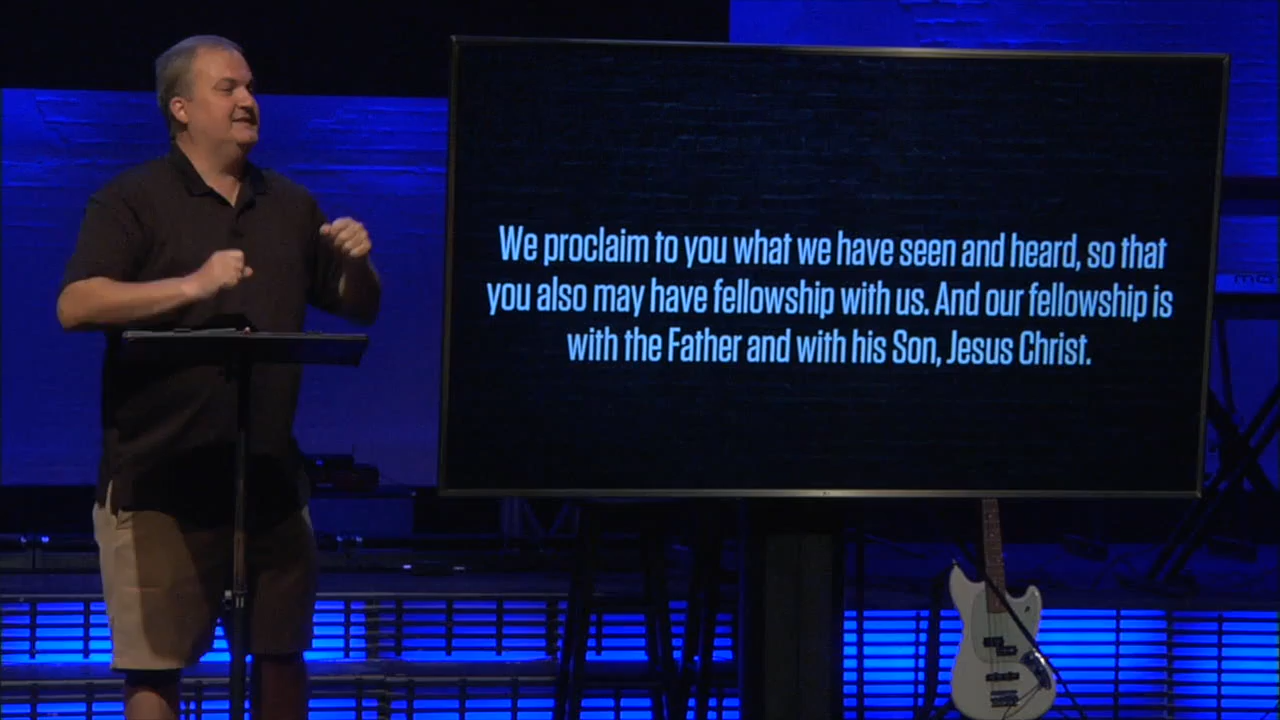 We proclaim to you what we have seen and heard, so that
you also may have fellowship with us. And our fellowship is
with the Father and with his Son, Jesus Christ.